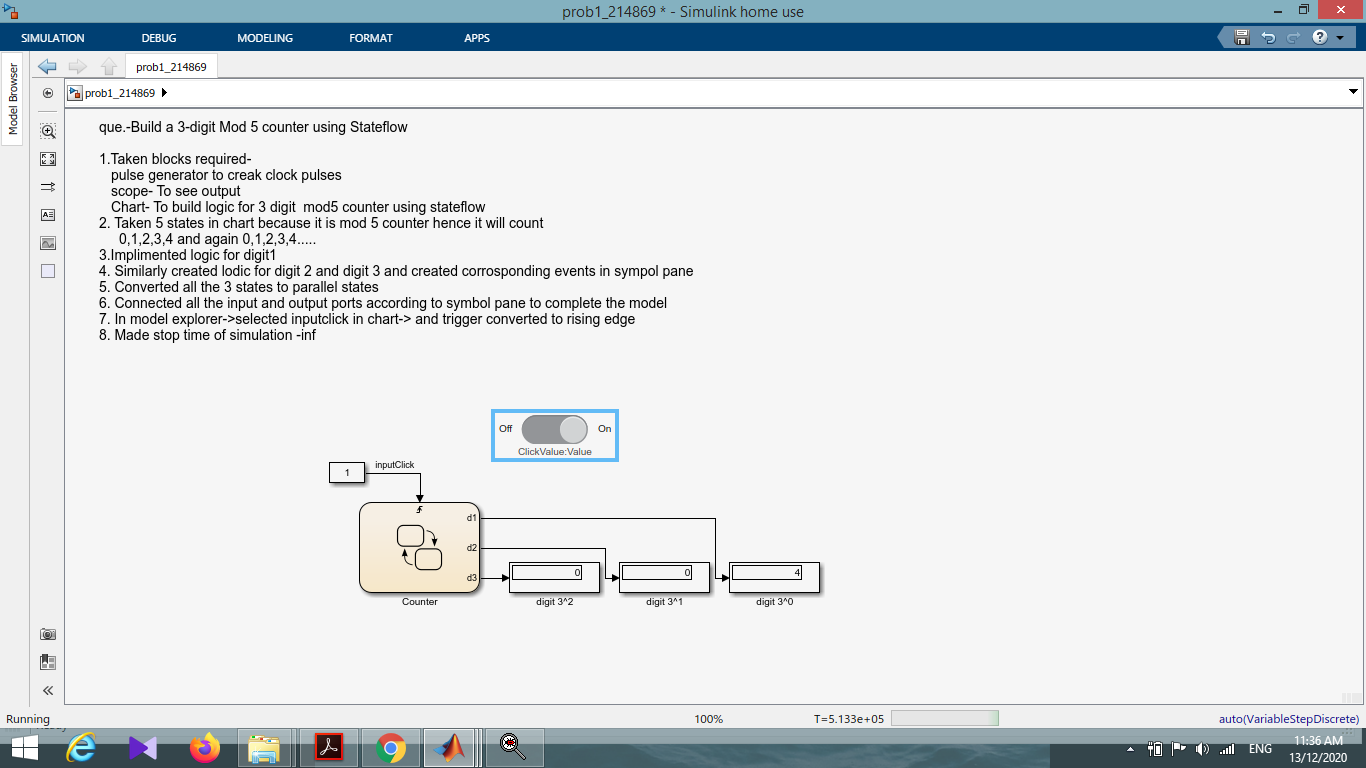 prob1_214869 * - Simulink home use
SIMULATION DEBUG MODELING FORMAT APPS
prob1_214869
Model Browser
prob1_214869
que.-Build a 3-digit Mod 5 counter using Stateflow
1.Taken blocks required-
pulse generator to creak clock pulses
scope- To see output
Chart- To build logic for 3 digit mod5 counter using stateflow
2. Taken 5 states in chart because it is mod 5 counter hence it will count
0,1,2,3,4 and again 0,1,2,3,4.....
3.Implimented logic for digit1
4. Similarly created lodic for digit 2 and digit 3 and created corrosponding events in sympol pane
5. Converted all the 3 states to parallel states
6. Connected all the input and output ports according to symbol pane to complete the model
7. In model explorer->selected inputclick in chart-> and trigger converted to rising edge
8. Made stop time of simulation -inf
Off On
ClickValue:Value
1 inputClick
d1
d2
d3
0 0 4
Counter digit 3^2 digit 3^1 digit 3^0
Running 100% T=5.133e+05 auto(VariableStepDiscrete)
Ready
ENG
11:36 AM
13/12/2020